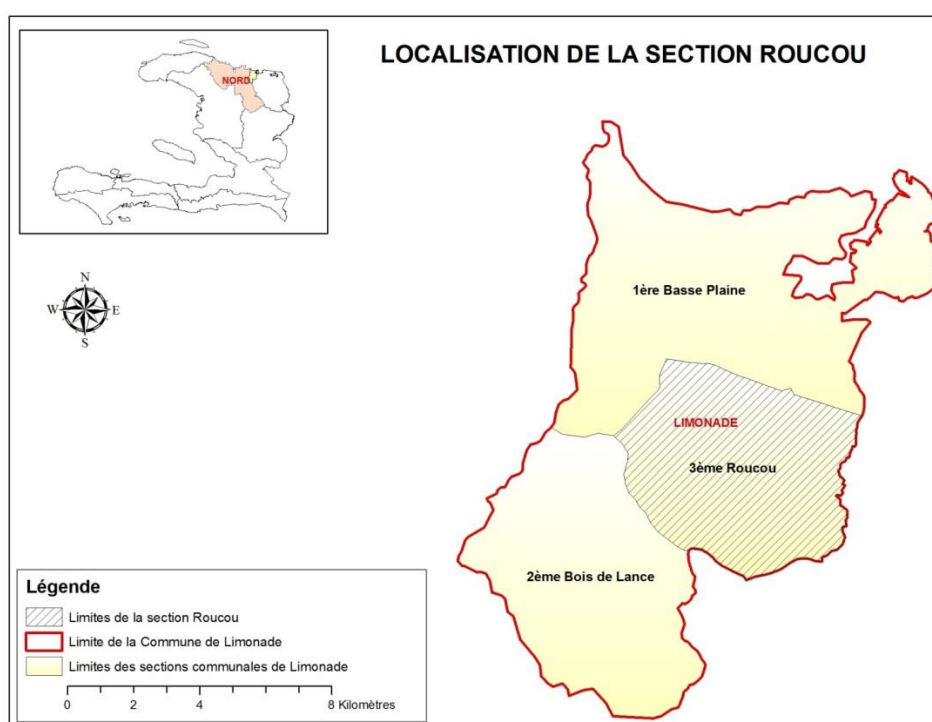 LOCALISATION DE LA SECTION ROUCOU
NORD
N
W E
S
1ère Basse Plaine
LIMONADE
3ème Roucou
2ème Bois de Lance
Légende
Limites de la section Roucou
Limite de la Commune de Limonade
Limites des sections communales de Limonade
0 2 4 8 Kilomètres